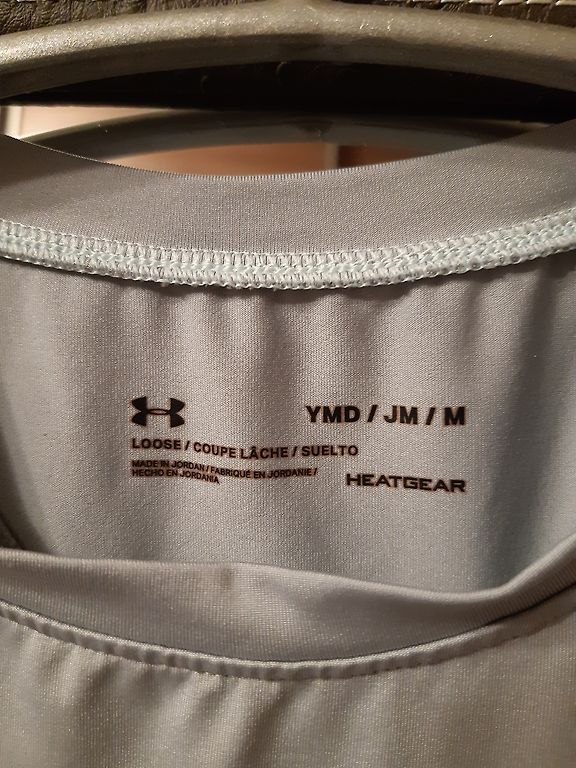 YMD / JM / M
LOOSE / COUPE LÂCHE / SUELTO
MADE IN JORDAN / FABRIQUÉ EN JORDANIE /
HECHO EN JORDANIA
HEATGEAR